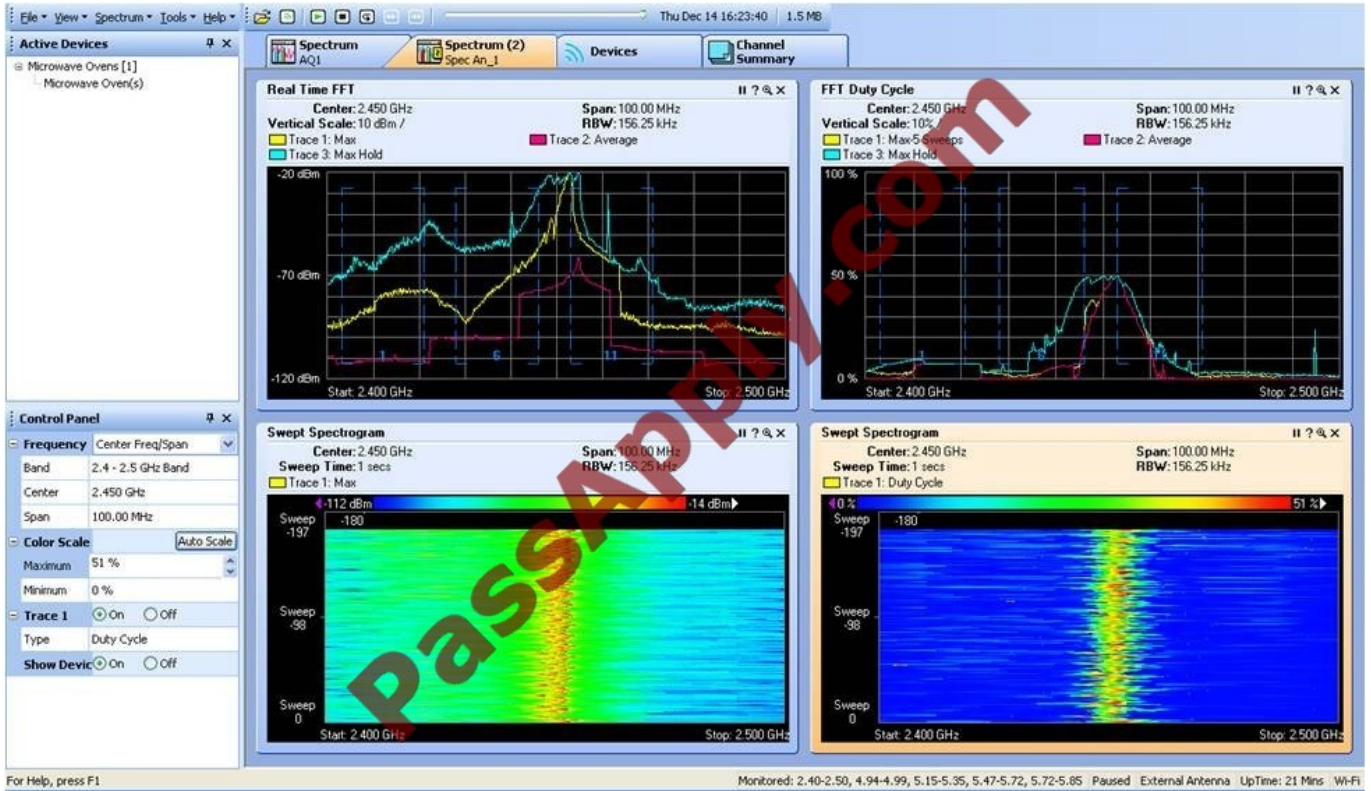 File View Spectrum Tools Help
Thu Dec 14 16:23:40 1.5 MB
Active Devices
Microwave Ovens [1]
Microwave Oven(s)
Spectrum
AQ1
Spectrum (2)
Spec An_1
Devices
Channel
Summary
Real Time FFT
Center: 2.450 GHz Span: 100.00 MHz
Vertical Scale: 10 dBm / RBW: 156.25 kHz
Trace 1: Max Trace 2: Average
Trace 3: Max Hold
-20 dBm
-70 dBm
-120 dBm
1 6 11
Start: 2.400 GHz Stop: 2.500 GHz
FFT Duty Cycle
Center: 2.450 GHz Span: 100.00 MHz
Vertical Scale: 10% / RBW: 156.25 kHz
Trace 1: Max-5 Sweeps Trace 2: Average
Trace 3: Max Hold
100 %
50 %
0 %
1
Start: 2.400 GHz Stop: 2.500 GHz
Control Panel
Frequency Center Freq/Span
Band 2.4 - 2.5 GHz Band
Center 2.450 GHz
Span 100.00 MHz
Color Scale Auto Scale
Maximum 51 %
Minimum 0 %
Trace 1 On Off
Type Duty Cycle
Show Devic On Off
Swept Spectrogram
Center: 2.450 GHz Span: 100.00 MHz
Sweep Time: 1 secs RBW: 156.25 kHz
Trace 1: Max
-112 dBm -14 dBm
Sweep -180
-197
Sweep
-98
Sweep
0
Start: 2.400 GHz Stop: 2.500 GHz
Swept Spectrogram
Center: 2.450 GHz Span: 100.00 MHz
Sweep Time: 1 secs RBW: 156.25 kHz
Trace 1: Duty Cycle
0 % 51 %
Sweep -180
-197
Sweep
-98
Sweep
0
Start: 2.400 GHz Stop: 2.500 GHz
PassApply.com
For Help, press F1
Monitored: 2.40-2.50, 4.94-4.99, 5.15-5.35, 5.47-5.72, 5.72-5.85 Paused External Antenna UpTime: 21 Mins Wi-Fi